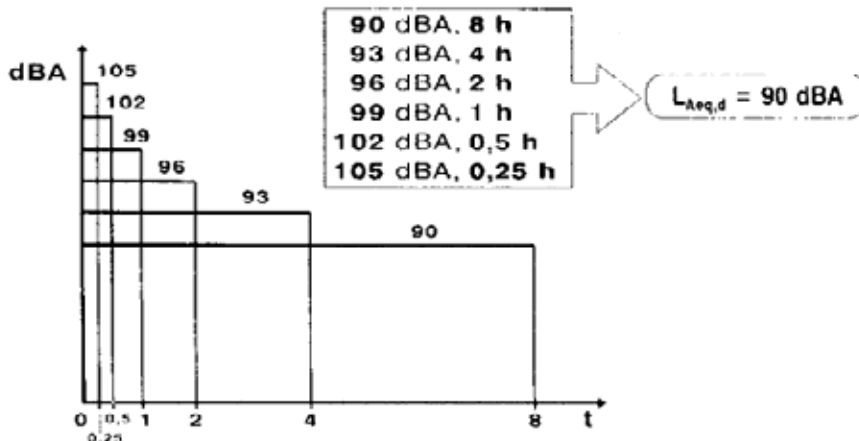 90 dBA, 8 h
93 dBA, 4 h
96 dBA, 2 h
99 dBA, 1 h
102 dBA, 0,5 h
105 dBA, 0,25 h
LAeq,d = 90 dBA
dBA
105
102
99
96
93
90
0 0,5 1 2 4 8 t
0,25